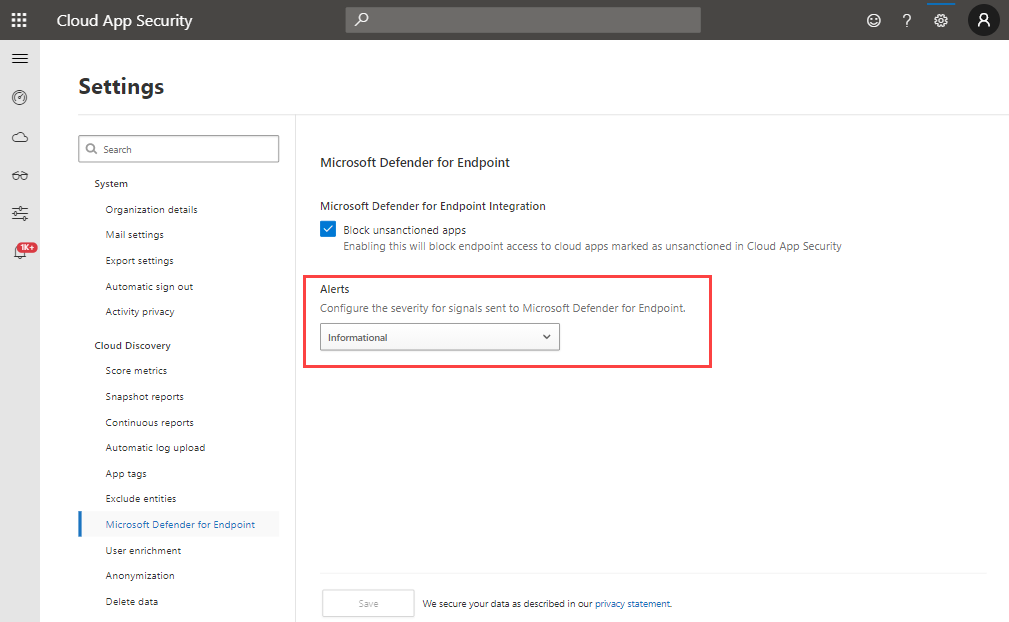 Cloud App Security
Settings
1K+
Search
System
Organization details
Mail settings
Export settings
Automatic sign out
Activity privacy
Cloud Discovery
Score metrics
Snapshot reports
Continuous reports
Automatic log upload
App tags
Exclude entities
Microsoft Defender for Endpoint
User enrichment
Anonymization
Delete data
Microsoft Defender for Endpoint
Microsoft Defender for Endpoint Integration
Block unsanctioned apps
Enabling this will block endpoint access to cloud apps marked as unsanctioned in Cloud App Security
Alerts
Configure the severity for signals sent to Microsoft Defender for Endpoint.
Informational
Save
We secure your data as described in our privacy statement.